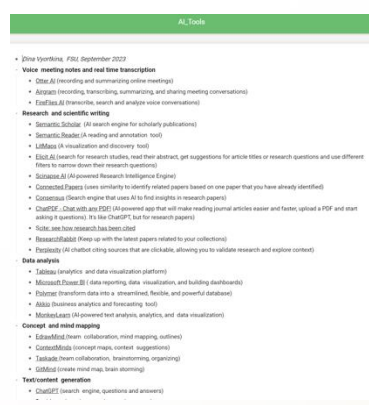 AI_Tools
Dina Vyortkina, FSU, September 2023
Voice meeting notes and real time transcription
Otter AI (recording and summarizing online meetings)
Airgram (recording, transcribing, summarizing, and sharing meeting conversations)
FireFlies AI (transcribe, search and analyze voice conversations)
Research and scientific writing
Semantic Scholar (AI search engine for scholarly publications)
Semantic Reader (A reading and annotation tool)
LitMaps (A visualization and discovery tool)
Elicit AI (search for research studies, read their abstract, get suggestions for article titles or research questions and use different
filters to narrow down their research questions)
Scinapse AI (AI-powered Research Intelligence Engine)
Connected Papers (uses similarity to identify related papers based on one paper that you have already identified)
Consensus (Search engine that uses AI to find insights in research papers)
ChatPDF - Chat with any PDF! (AI-powered app that will make reading journal articles easier and faster, upload a PDF and start
asking it questions). It's like ChatGPT, but for research papers)
Scite: see how research has been cited
ResearchRabbit (Keep up with the latest papers related to your collections)
Perplexity (AI chatbot citing sources that are clickable, allowing you to validate research and explore context)
Data analysis
Tableau (analytics and data visualization platform)
Microsoft Power BI ( data reporting, data visualization, and building dashboards)
Polymer (transform data into a streamlined, flexible, and powerful database)
Akkio (business analytics and forecasting tool)
MonkeyLearn (AI-powered text analysis, analytics, and data visualization)
Concept and mind mapping
EdrawMind (team collaboration, mind mapping, outlines)
ContextMinds (concept maps, context suggestions)
Taskade (team collaboration, brainstorming, organizing)
GitMind (create mind map, brain storming)
Text/content generation
ChatGPT (search engine, questions and answers)